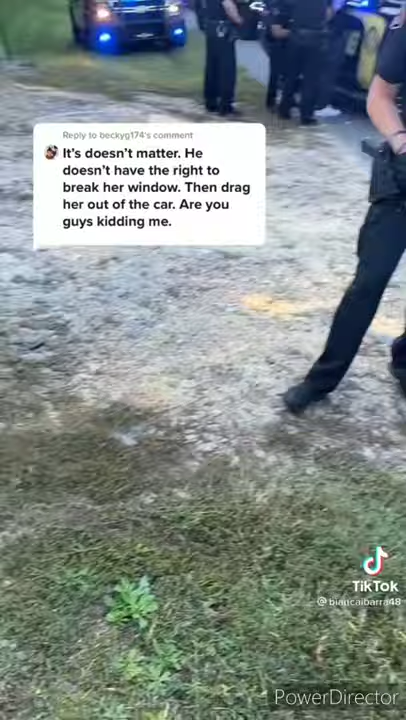 Reply to beckyg174's comment
It's doesn't matter. He
doesn't have the right to
break her window. Then drag
her out of the car. Are you
guys kidding me.
TikTok
@biancaibarra48
PowerDirector